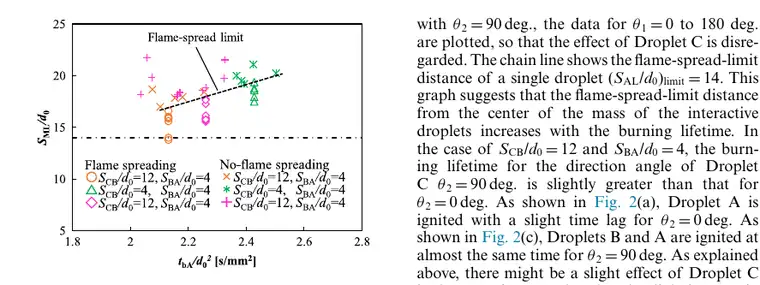 25
20
15
10
5
S_ML/d_0
Flame-spread limit
Flame spreading
S_CB/d_0=12, S_BA/d_0=4
S_CB/d_0=4, S_BA/d_0=4
S_CB/d_0=12, S_BA/d_0=4
No-flame spreading
S_CB/d_0=12, S_BA/d_0=4
S_CB/d_0=4, S_BA/d_0=4
S_CB/d_0=12, S_BA/d_0=4
1.8 2 2.2 2.4 2.6 2.8
t_bA/d_0² [s/mm²]
with θ₂ = 90 deg., the data for θ₁ = 0 to 180 deg.
are plotted, so that the effect of Droplet C is disre-
garded. The chain line shows the flame-spread-limit
distance of a single droplet (S_AL/d_0)_limit = 14. This
graph suggests that the flame-spread-limit distance
from the center of the mass of the interactive
droplets increases with the burning lifetime. In
the case of S_CB/d_0 = 12 and S_BA/d_0 = 4, the burn-
ing lifetime for the direction angle of Droplet
C θ₂ = 90 deg. is slightly greater than that for
θ₂ = 0 deg. As shown in Fig. 2(a), Droplet A is
ignited with a slight time lag for θ₂ = 0 deg. As
shown in Fig. 2(c), Droplets B and A are ignited at
almost the same time for θ₂ = 90 deg. As explained
above, there might be a slight effect of Droplet C